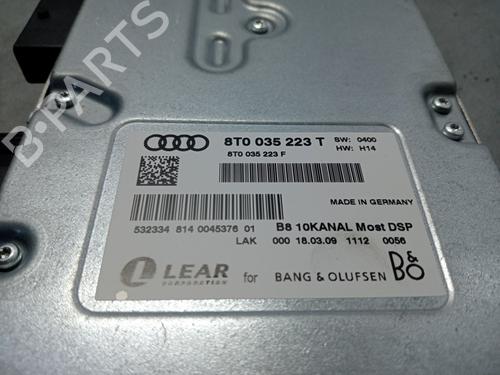 B-PARTS
8T0 035 223 T
SW: 0400
8T0 035 223 F
HW: H14
MADE IN GERMANY
532334 814 0045376 01
B8 10KANAL Most DSP
LAK 000 18.03.09 1112 0056
LEAR
CORPORATION
for
BANG & OLUFSEN
B&O